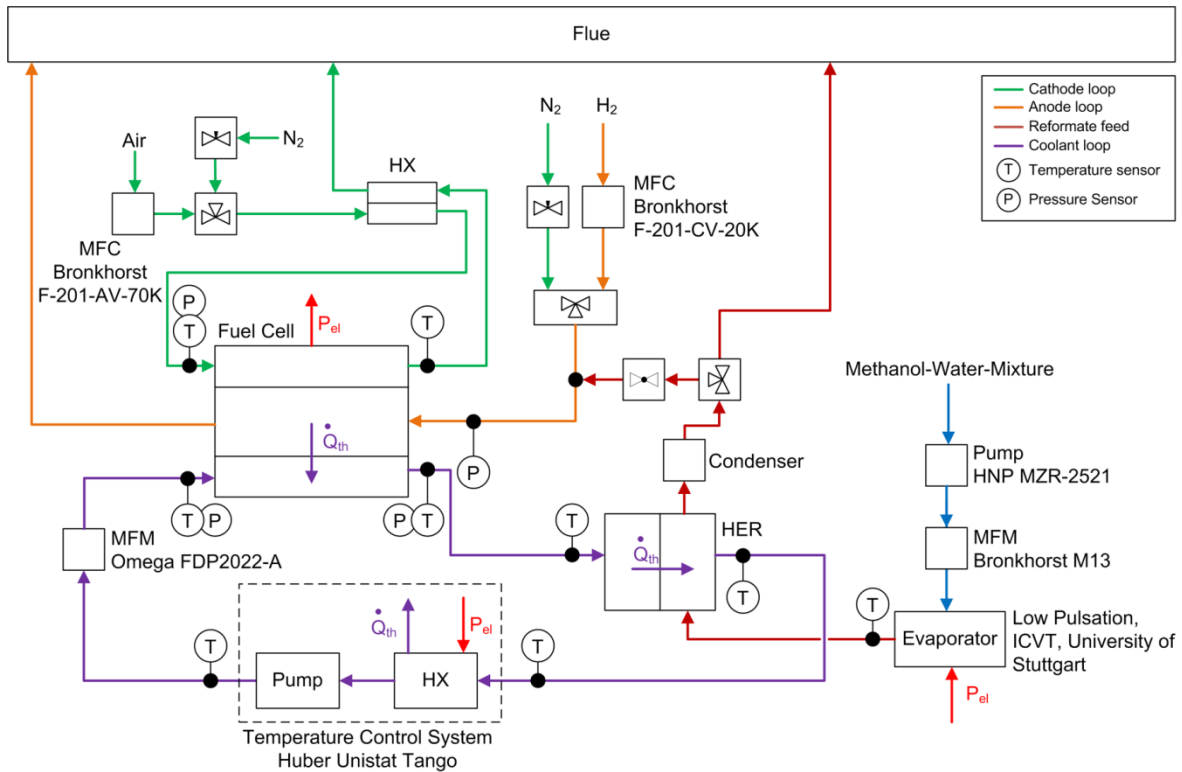 Flue
N2
H2
Cathode loop
Anode loop
Reformate feed
Coolant loop
T
Temperature sensor
P
Pressure Sensor
Air
N2
HX
MFC
Bronkhorst
F-201-CV-20K
MFC
Bronkhorst
F-201-AV-70K
P
T
Pel
T
Fuel Cell
Methanol-Water-Mixture
Q̇th
P
Condenser
Pump
HNP MZR-2521
T
P
P
T
MFM
Omega FDP2022-A
T
HER
Q̇th
T
MFM
Bronkhorst M13
T
Evaporator
Low Pulsation,
ICVT, University of
Stuttgart
Pel
T
Q̇th
Pel
Pump
HX
T
Temperature Control System
Huber Unistat Tango